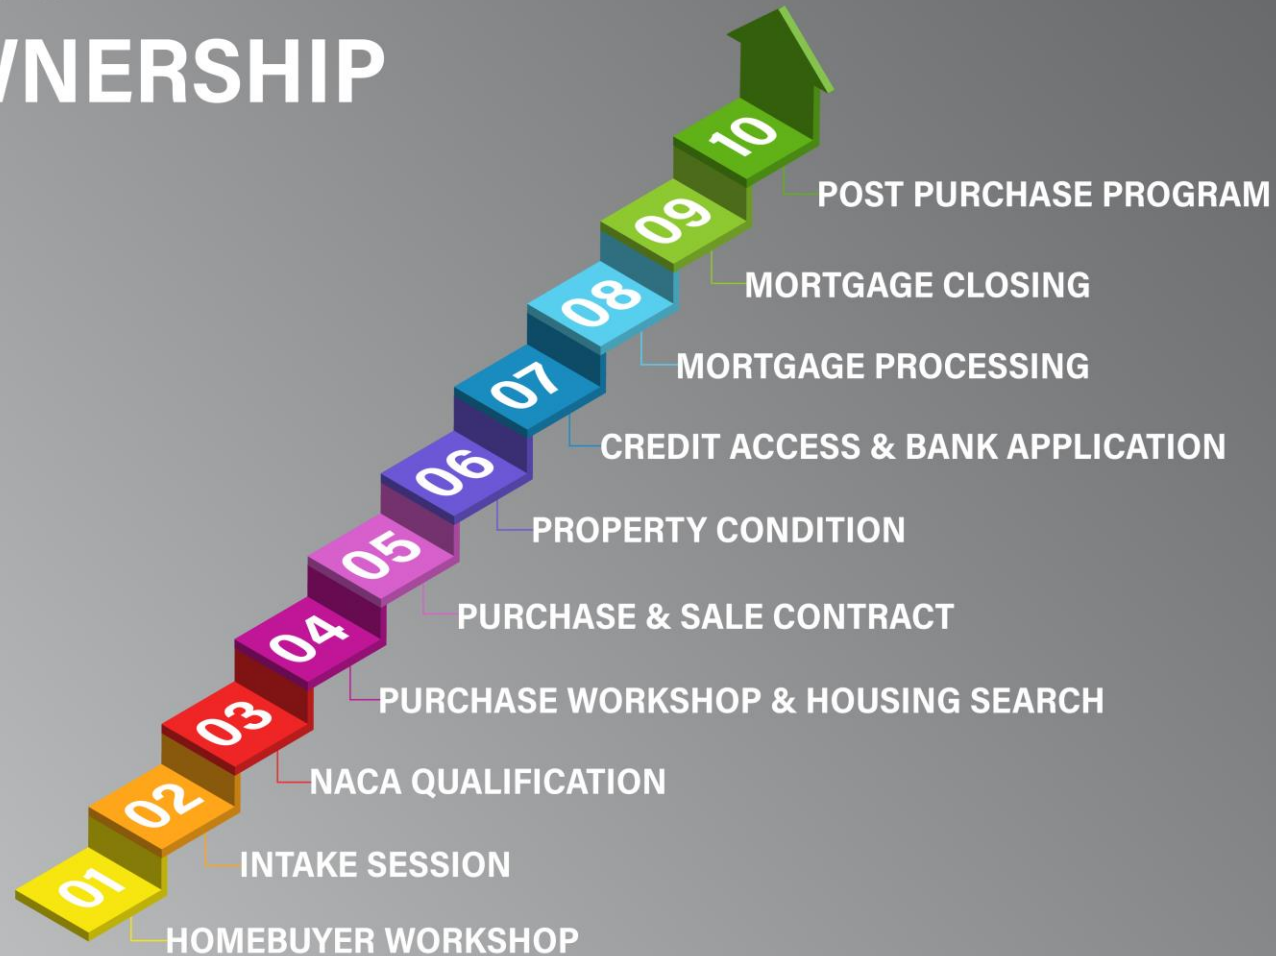 WNERSHIP
10
POST PURCHASE PROGRAM
09
MORTGAGE CLOSING
08
MORTGAGE PROCESSING
07
CREDIT ACCESS & BANK APPLICATION
06
PROPERTY CONDITION
05
PURCHASE & SALE CONTRACT
04
PURCHASE WORKSHOP & HOUSING SEARCH
03
NACA QUALIFICATION
02
INTAKE SESSION
01
HOMEBUYER WORKSHOP